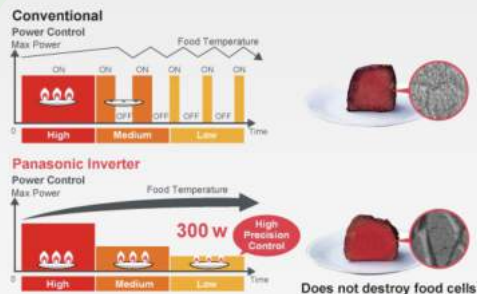 Conventional
Power Control
Max Power
Food Temperature
ON
ON
ON
ON
ON
ON
OFF
OFF
OFF
OFF
0
High
Medium
Low
Time
Panasonic Inverter
Power Control
Max Power
Food Temperature
300 w
High
Precision
Control
0
High
Medium
Low
Time
Does not destroy food cells